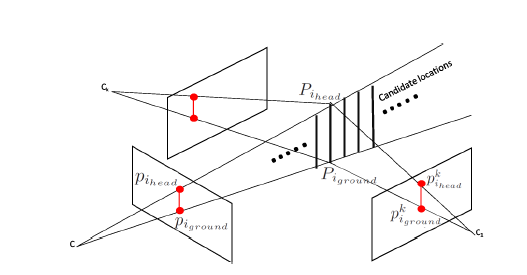 C₄
P_{i_{head}}
Candidate locations
P_{i_{ground}}
p_{i_{head}}
p_{i_{ground}}
p^k_{i_{head}}
p^k_{i_{ground}}
C
C₁